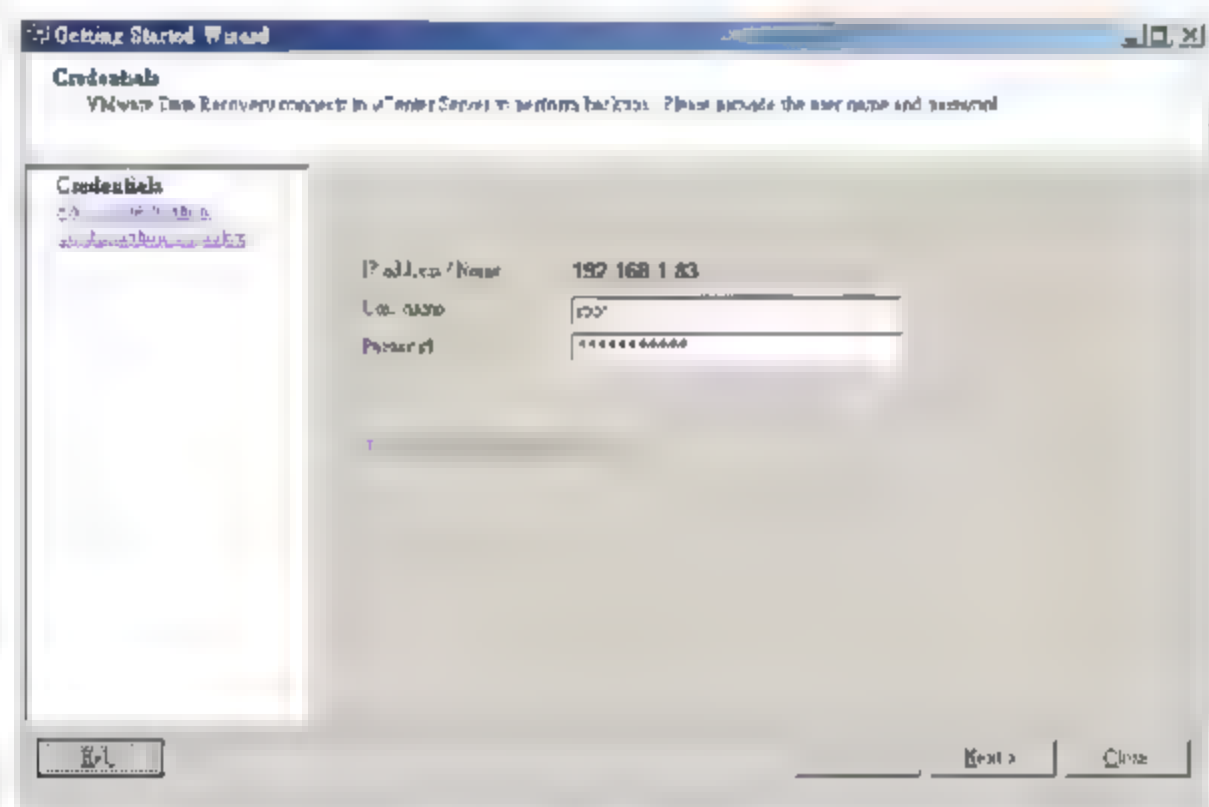 Getting Started Wizard
Credentials
VMware Data Recovery connects to vCenter Server to perform backups. Please provide the user name and password
Credentials
IP address / Name 192.168.1.83
User name
Password ***********
Help Next > Close